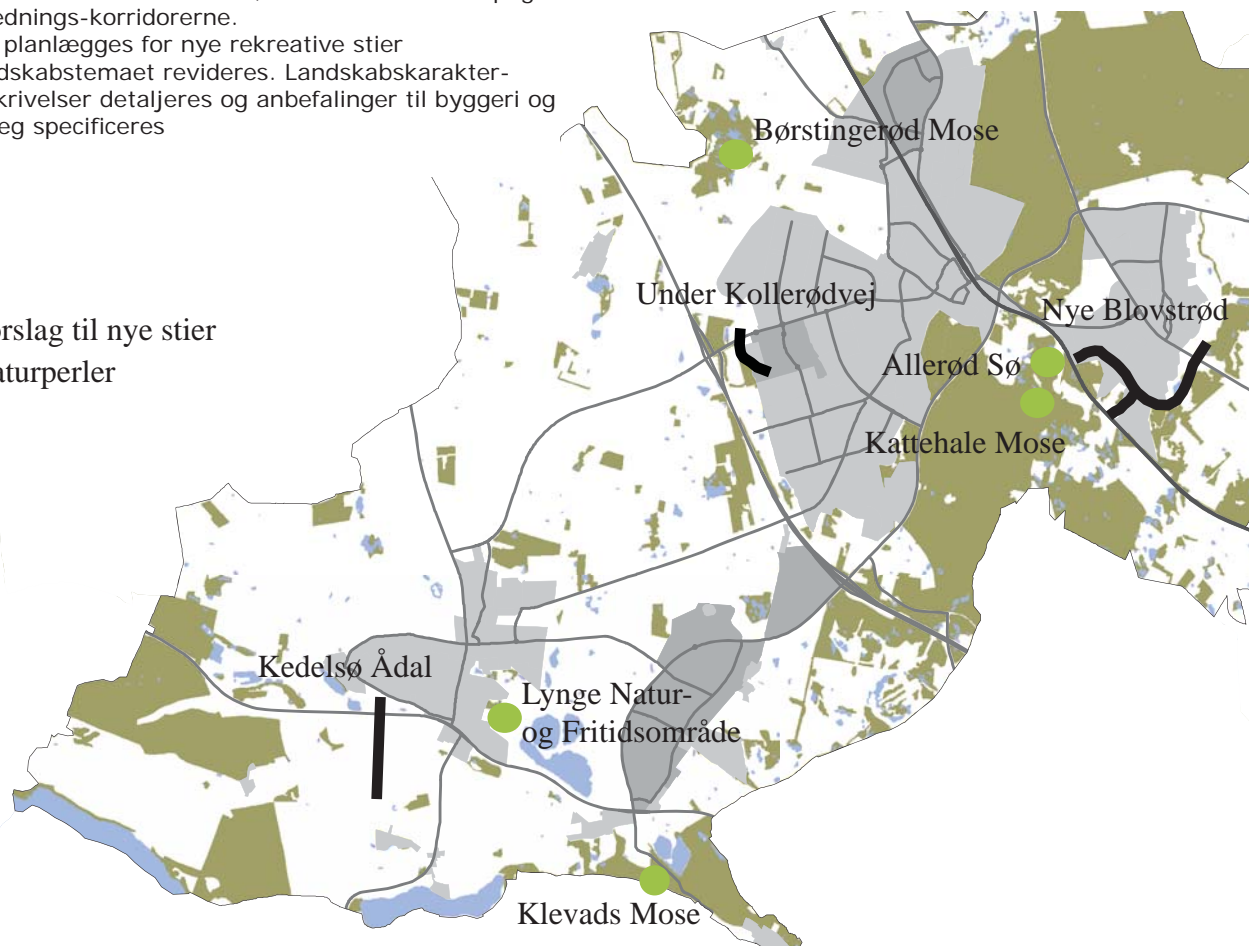 ednings-korridorerne.
planlægges for nye rekreative stier
dskabstemaet revideres. Landskabskarakter-
krivelser detaljeres og anbefalinger til byggeri og
eg specificeres
Børstingerød Mose
Under Kollerødvej
Nye Blovstrød
rslag til nye stier
Allerød Sø
aturperler
Kattehale Mose
Kedelsø Ådal
Lynge Natur-
og Fritidsområde
Klevads Mose